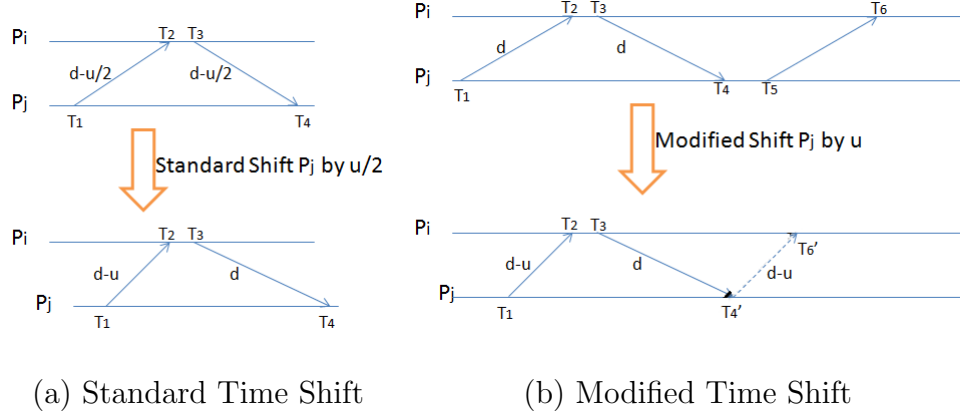 Pi T2 T3
d-u/2 d-u/2
Pj
T1 T4
Standard Shift Pj by u/2
Pi T2 T3
d-u d
Pj
T1 T4
(a) Standard Time Shift
Pi T2 T3 T6
d d
Pj
T1 T4 T5
Modified Shift Pj by u
Pi T2 T3
T6’
d-u d d-u
Pj
T1 T4’
(b) Modified Time Shift